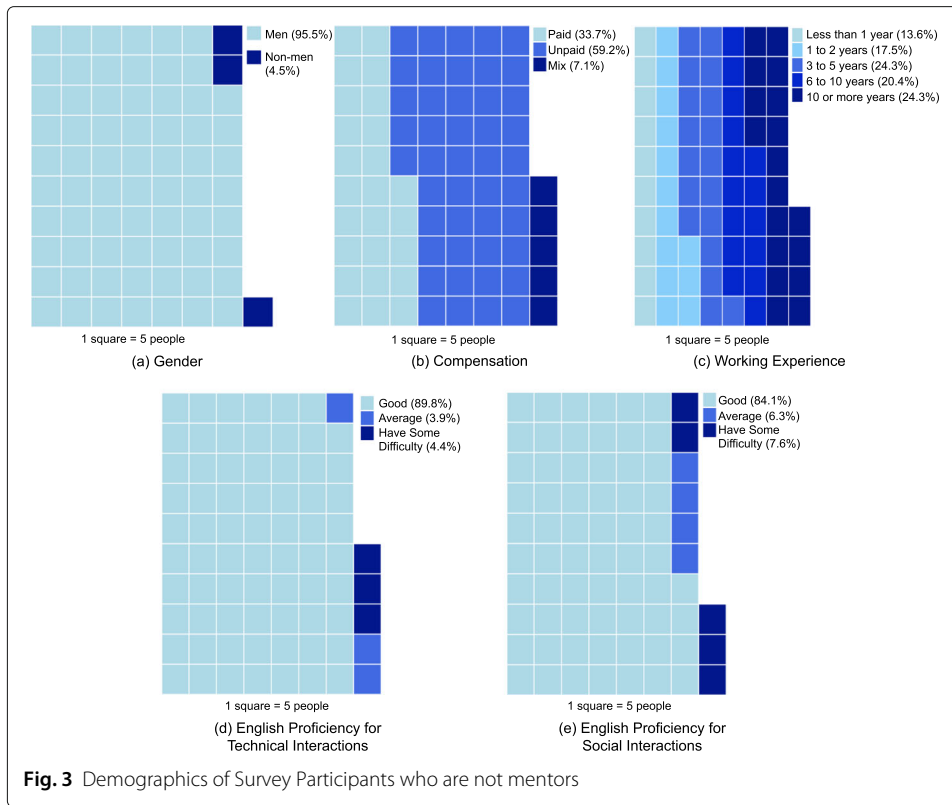 Men (95.5%)
Non-men
(4.5%)
1 square = 5 people
(a) Gender
Paid (33.7%)
Unpaid (59.2%)
Mix (7.1%)
1 square = 5 people
(b) Compensation
Less than 1 year (13.6%)
1 to 2 years (17.5%)
3 to 5 years (24.3%)
6 to 10 years (20.4%)
10 or more years (24.3%)
1 square = 5 people
(c) Working Experience
Good (89.8%)
Average (3.9%)
Have Some
Difficulty (4.4%)
1 square = 5 people
(d) English Proficiency for
Technical Interactions
Good (84.1%)
Average (6.3%)
Have Some
Difficulty (7.6%)
1 square = 5 people
(e) English Proficiency for
Social Interactions
Fig. 3 Demographics of Survey Participants who are not mentors